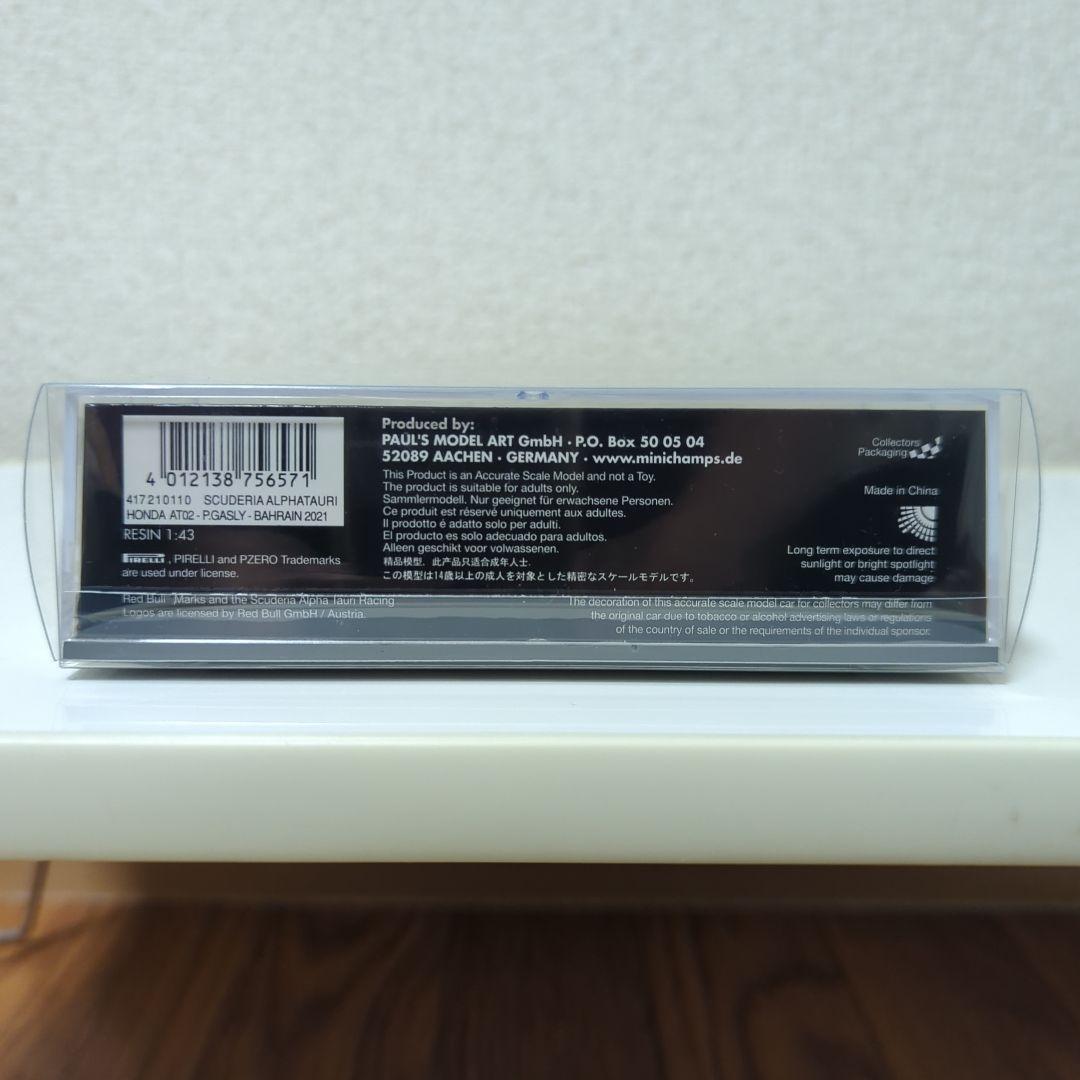 4 012138 756571
417 210110 SCUDERIA ALPHATAURI
HONDA AT02 - P.GASLY - BAHRAIN 2021
RESIN 1:43
PIRELLI, PIRELLI and PZERO Trademarks
are used under license.
Red Bull Marks and the Scuderia Alpha Tauri Racing
Logos are licensed by Red Bull GmbH / Austria.
Produced by:
PAUL'S MODEL ART GmbH · P.O. Box 50 05 04
52089 AACHEN · GERMANY · www.minichamps.de
This Product is an Accurate Scale Model and not a Toy.
The product is suitable for adults only.
Sammlermodell. Nur geeignet für erwachsene Personen.
Ce produit est réservé uniquement aux adultes.
Il prodotto é adatto solo per adulti.
El producto es solo adecuado para adultos.
Alleen geschikt voor volwassenen.
精品模型．此产品只适合成年人士．
この模型は14歳以上の成人を対象とした精密なスケールモデルです。
Collectors
Packaging
Made in China
Long term exposure to direct
sunlight or bright spotlight
may cause damage
The decoration of this accurate scale model car for collectors may differ from
the original car due to tobacco or alcohol advertising laws or regulations
of the country of sale or the requirements of the individual sponsor.